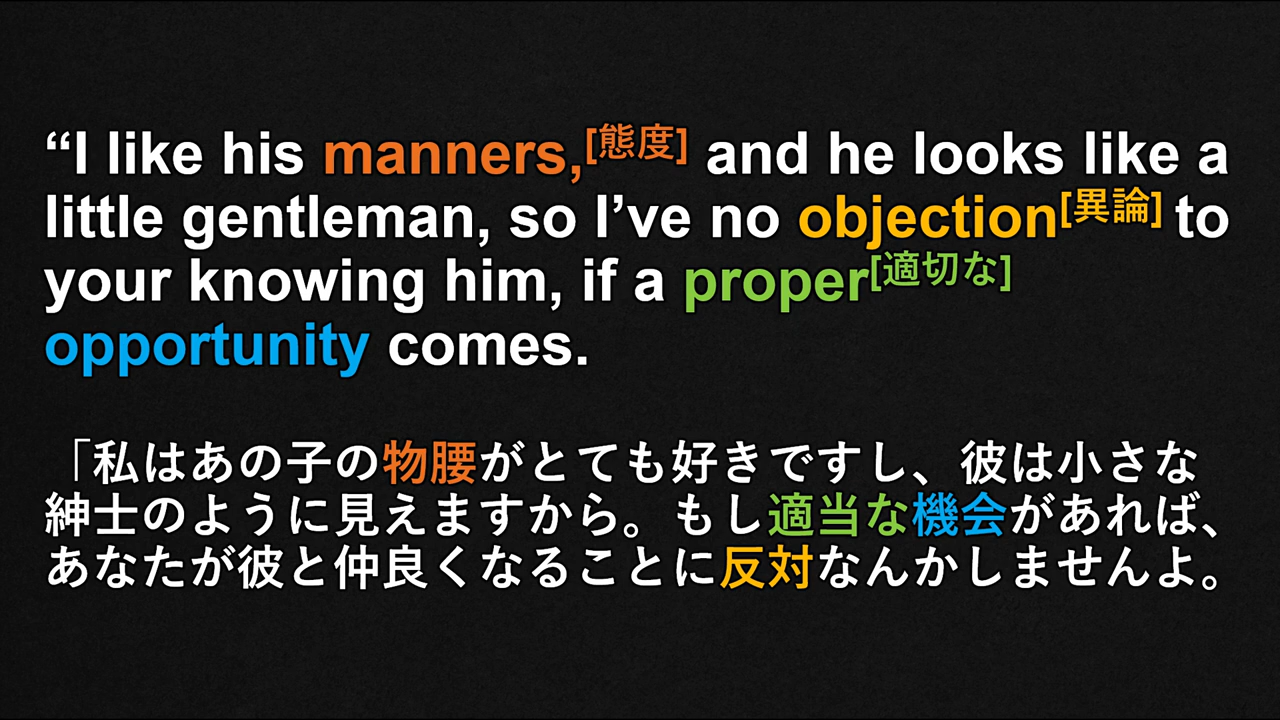 “I like his manners,[態度] and he looks like a
little gentleman, so I’ve no objection[異論] to
your knowing him, if a proper[適切な]
opportunity comes.
「私はあの子の物腰がとても好きですし、彼は小さな
紳士のように見えますから。もし適当な機会があれば、
あなたが彼と仲良くなることに反対なんかしませんよ。